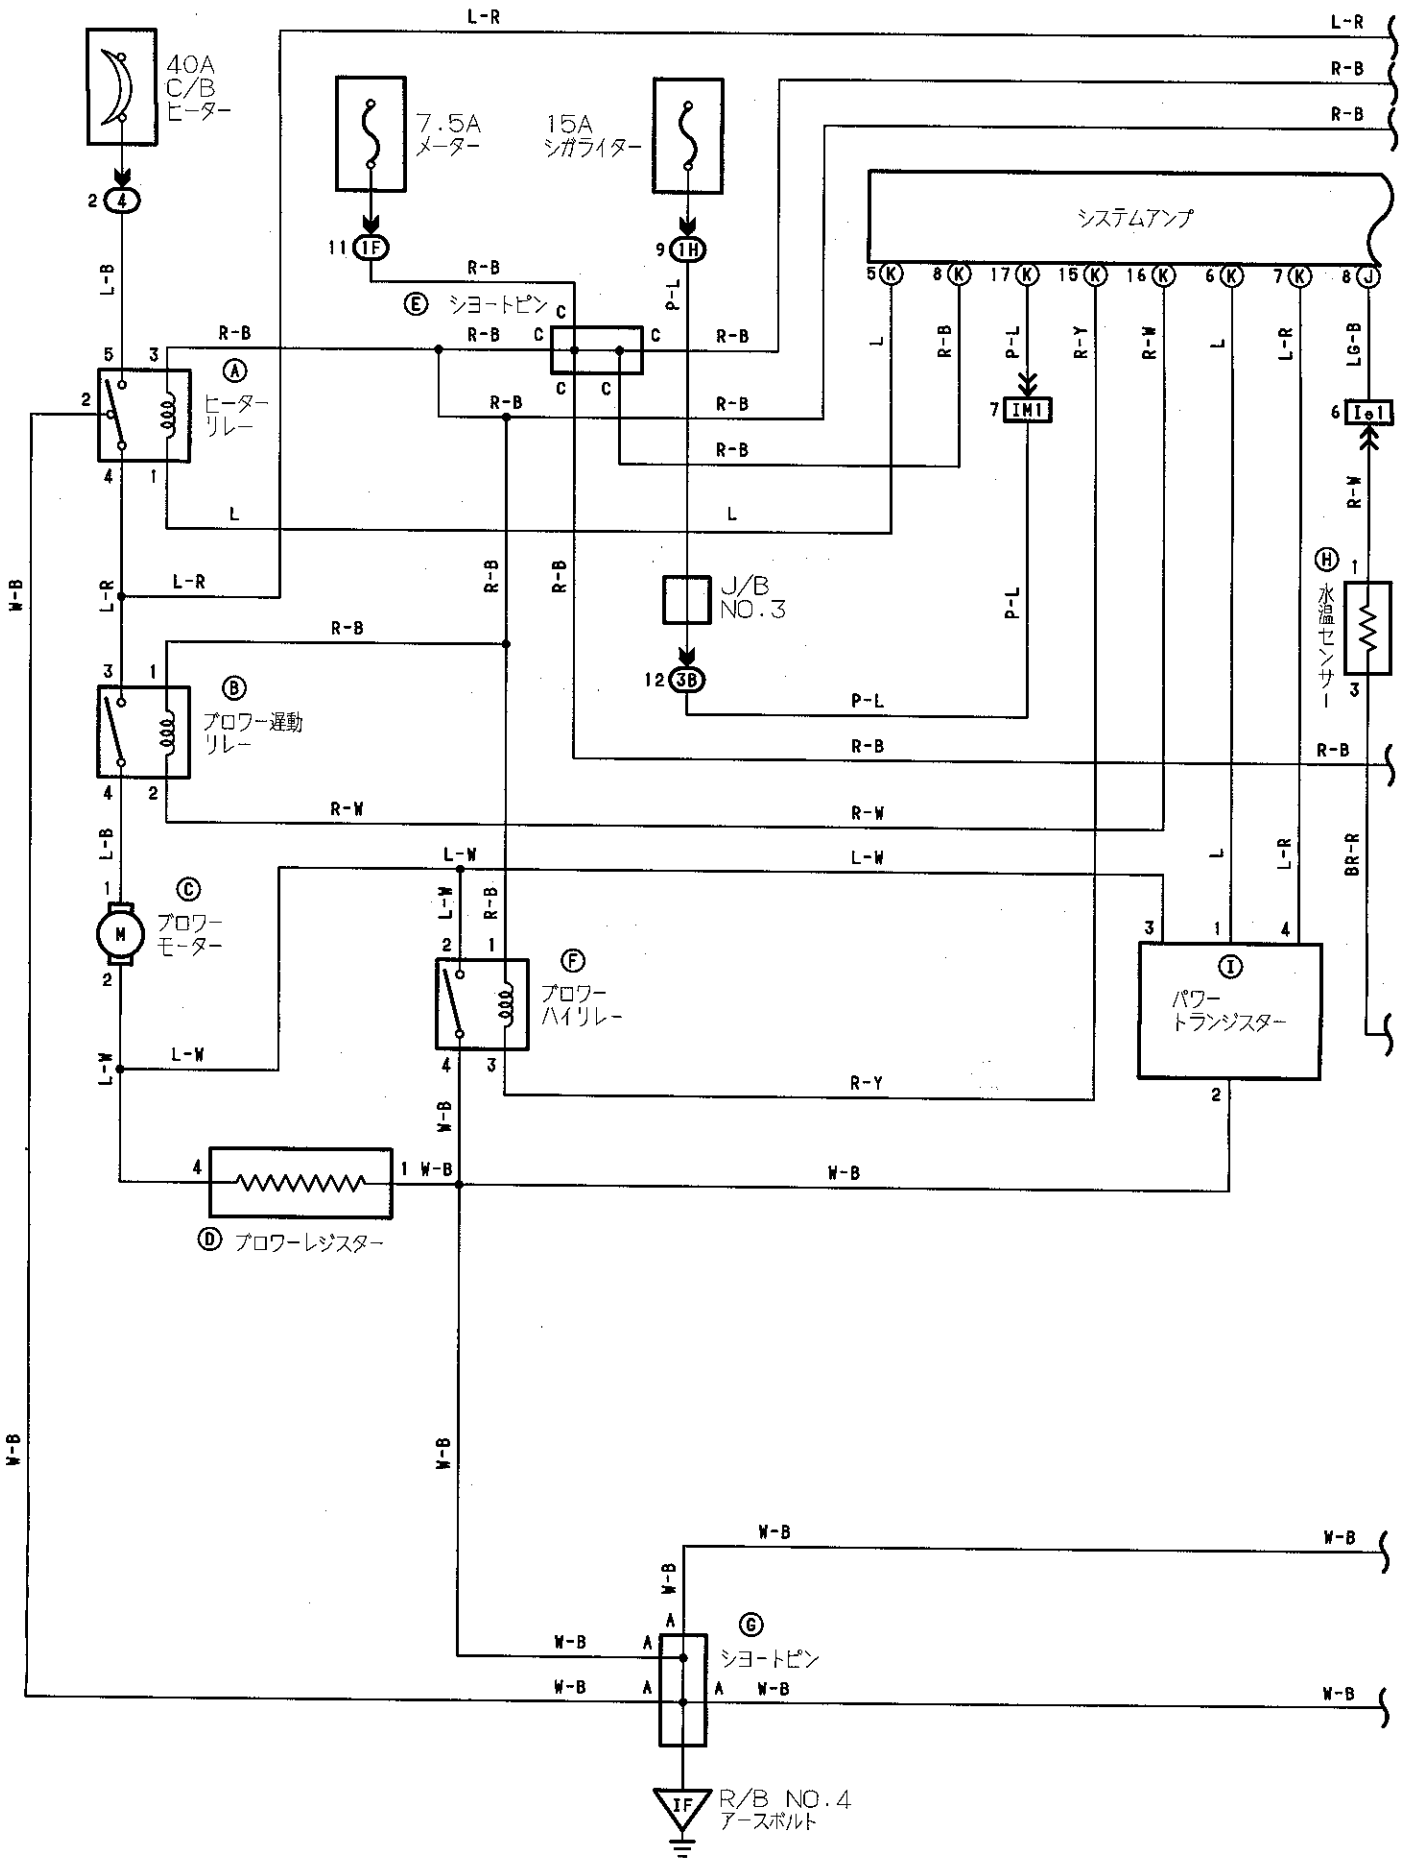 L-R
L-R
40A
C/B
ヒーター
R-B
R-B
7.5A
メーター
15A
シガライター
システムアンプ
2 4
11 1F
9 1H
5 K
8 K
17 K
15 K
16 K
6 K
7 K
8 J
L-B
R-B
P-L
E ショートピン
C
R-B
R-B
C
C
R-B
L
R-B
P-L
R-Y
R-W
L
L-R
LG-B
5
3
A
ヒーター
リレー
2
C
C
R-B
R-B
7 IM1
6 Ie1
R-B
4
1
L
L
R-W
W-B
L-R
L-R
R-B
R-B
J/B
NO.3
P-L
H
水温センサー
1
3
R-B
3
1
B
ブロワー遅動
リレー
12 3B
P-L
R-B
R-B
4
2
R-W
R-W
L-B
L-W
L-W
L
L-R
BR-R
1
C
ブロワー
モーター
M
2
L-W
R-B
2
1
F
ブロワー
ハイリレー
3
1
4
I
パワー
トランジスター
L-W
L-W
4
3
R-Y
2
W-B
4
1
W-B
W-B
D ブロワーレジスター
W-B
W-B
W-B
W-B
W-B
A
G
ショートピン
W-B
A
W-B
A
A
W-B
W-B
IF
R/B NO.4
アースボルト